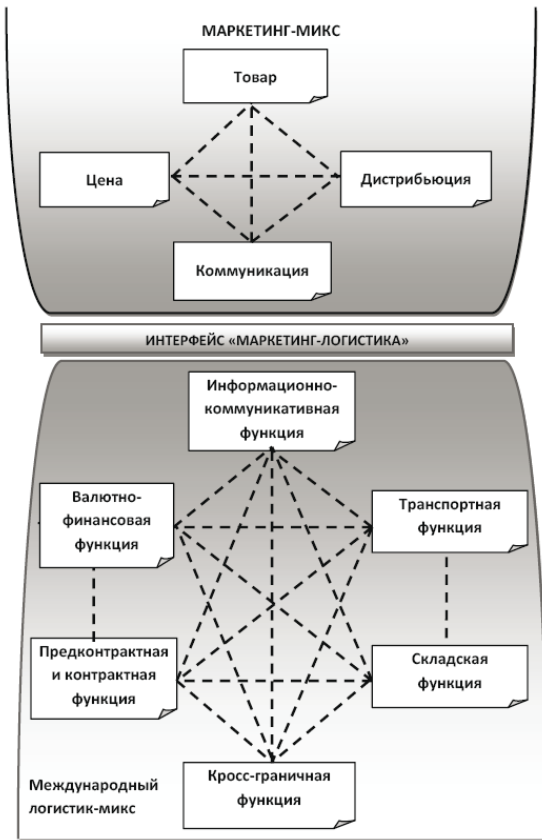 МАРКЕТИНГ-МИКС
Товар
Цена
Дистрибьюция
Коммуникация
ИНТЕРФЕЙС «МАРКЕТИНГ-ЛОГИСТИКА»
Информационно-
коммуникативная
функция
Валютно-
финансовая
функция
Транспортная
функция
Предконтрактная
и контрактная
функция
Складская
функция
Кросс-граничная
функция
Международный
логистик-микс